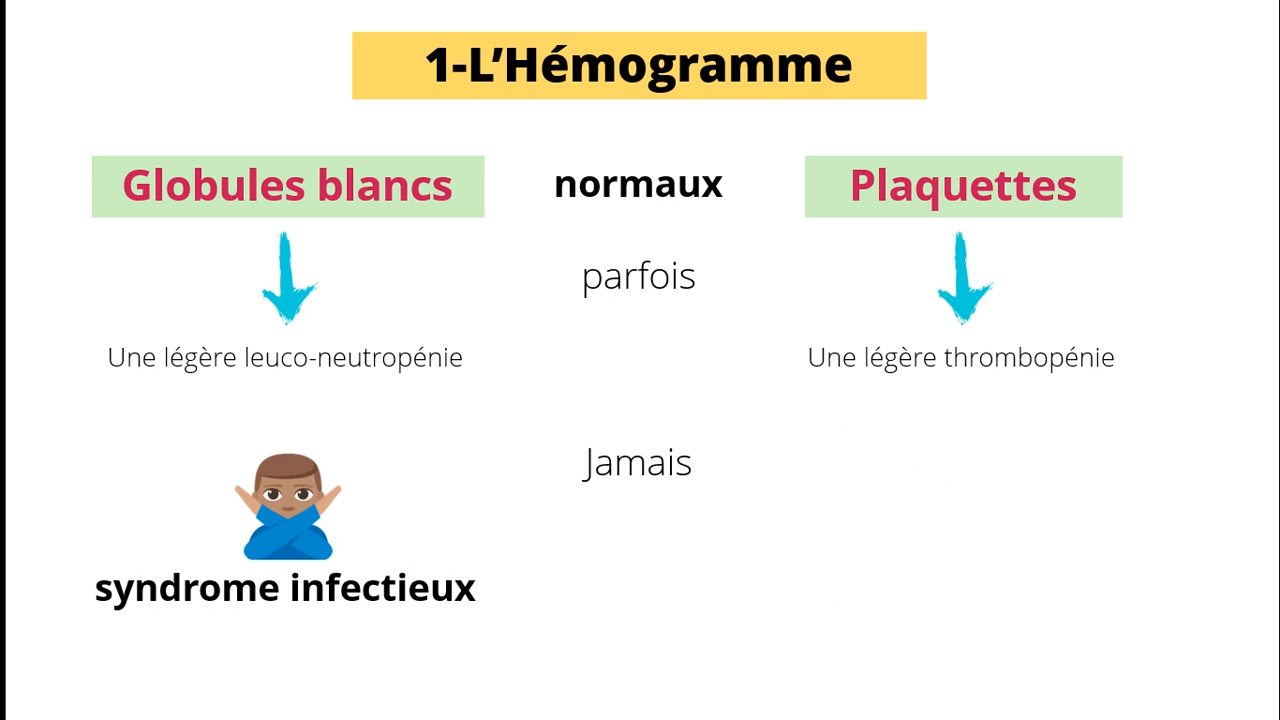 1-L’Hémogramme
Globules blancs
normaux
Plaquettes
parfois
Une légère leuco-neutropénie
Une légère thrombopénie
Jamais
syndrome infectieux